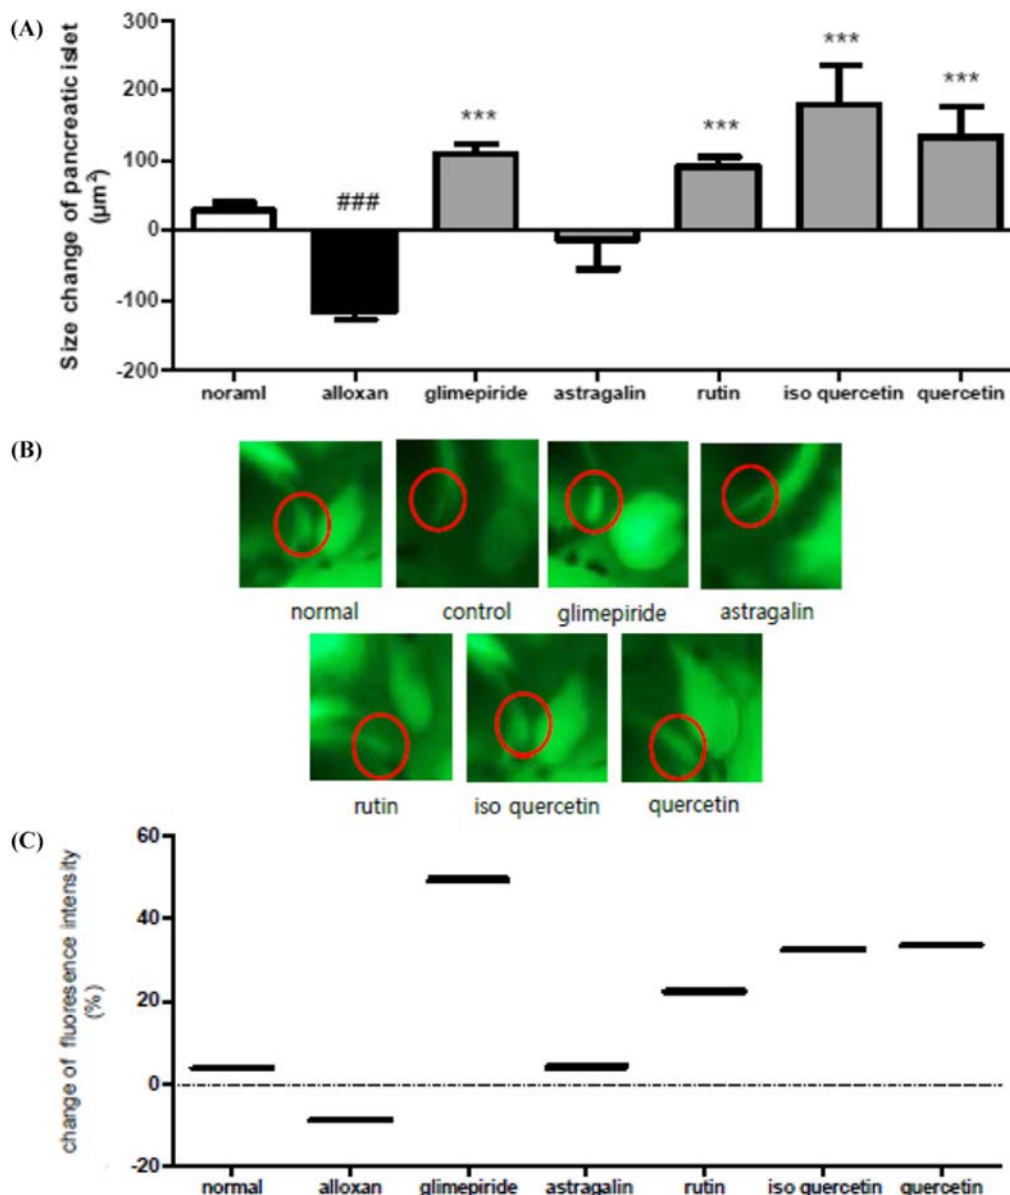 (A)
Size change of pancreatic islet
(µm²)
300
200
100
0
-100
-200
###
***
***
***
***
noraml alloxan glimepiride astragalin rutin iso quercetin quercetin
(B)
normal control glimepiride astragalin
rutin iso quercetin quercetin
(C)
change of fluoresence intensity
(%)
60
40
20
0
-20
normal alloxan glimepiride astragalin rutin iso quercetin quercetin